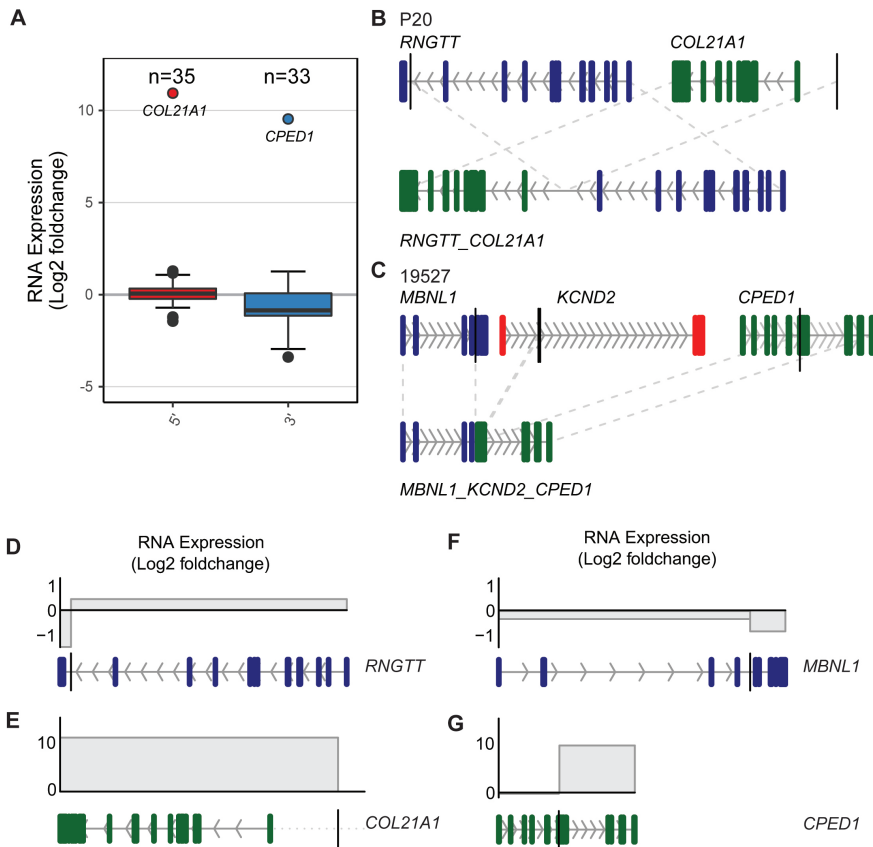 A
n=35
n=33
COL21A1
CPED1
RNA Expression
(Log2 foldchange)
10
5
0
-5
5'
3'
B
P20
RNGTT
COL21A1
RNGTT_COL21A1
C
19527
MBNL1
KCND2
CPED1
MBNL1_KCND2_CPED1
D
RNA Expression
(Log2 foldchange)
1
0
−1
RNGTT
E
10
0
COL21A1
F
RNA Expression
(Log2 foldchange)
1
0
−1
MBNL1
G
10
0
CPED1